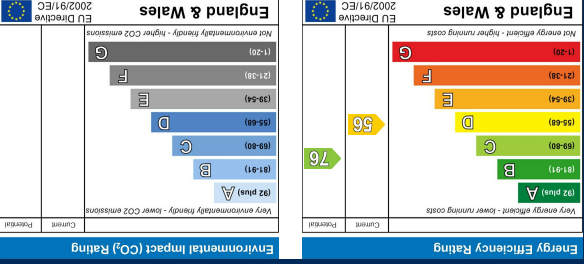 Energy Efficiency Rating
Current Potential
Very energy efficient - lower running costs
(92 plus) A
(81-91) B
(69-80) C
(55-68) D
(39-54) E
(21-38) F
(1-20) G
Not energy efficient - higher running costs
56
76
England & Wales
EU Directive
2002/91/EC
Environmental Impact (CO₂) Rating
Current Potential
Very environmentally friendly - lower CO2 emissions
(92 plus) A
(81-91) B
(69-80) C
(55-68) D
(39-54) E
(21-38) F
(1-20) G
Not environmentally friendly - higher CO2 emissions
England & Wales
EU Directive
2002/91/EC